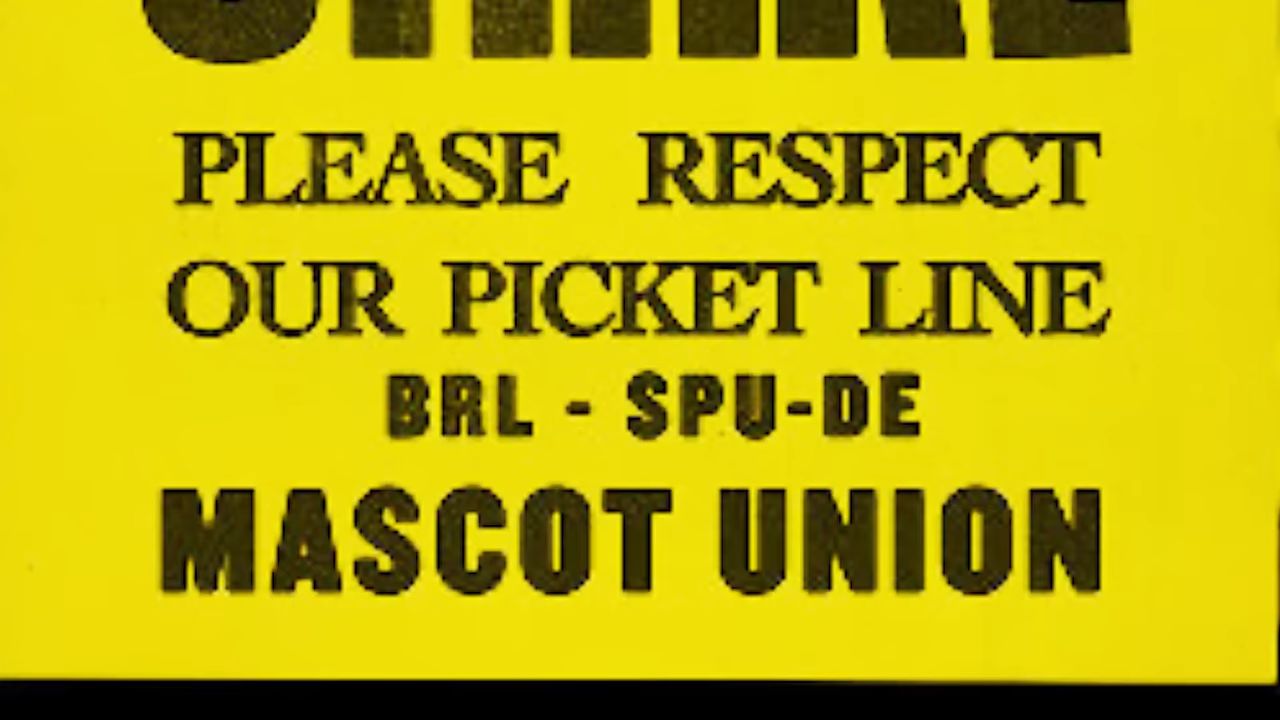 PLEASE RESPECT
OUR PICKET LINE
BRL - SPU-DE
MASCOT UNION